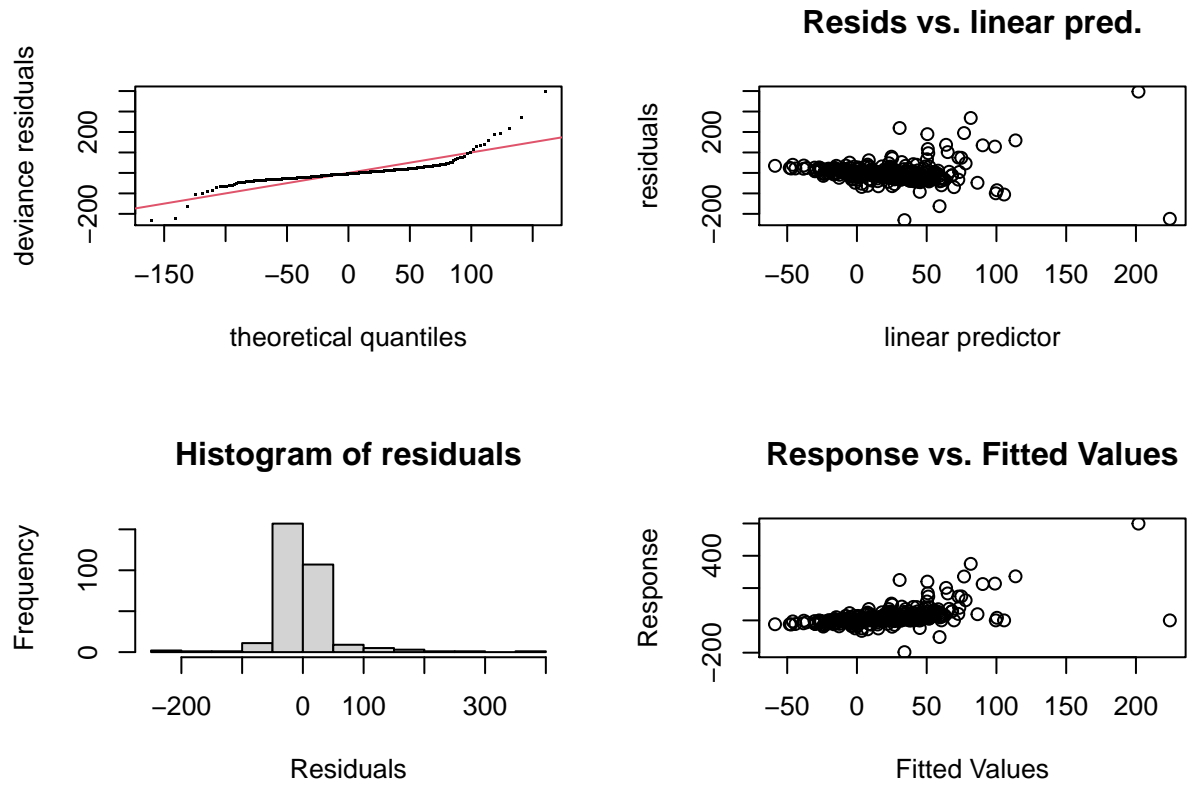 deviance residuals
−200
200
−150
−50
0
50
100
theoretical quantiles
Resids vs. linear pred.
residuals
−200
200
−50
0
50
100
150
200
linear predictor
Histogram of residuals
Frequency
0
100
−200
0
100
300
Residuals
Response vs. Fitted Values
Response
−200
400
−50
0
50
100
150
200
Fitted Values